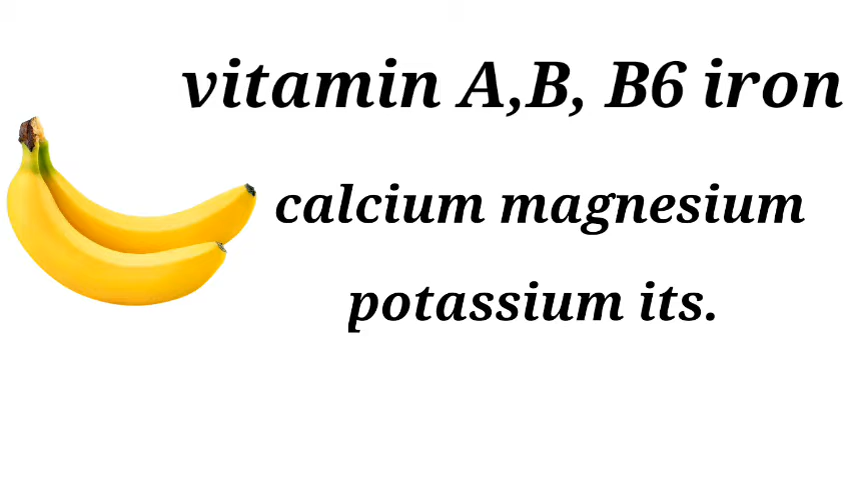 vitamin A,B, B6 iron
calcium magnesium
potassium its.